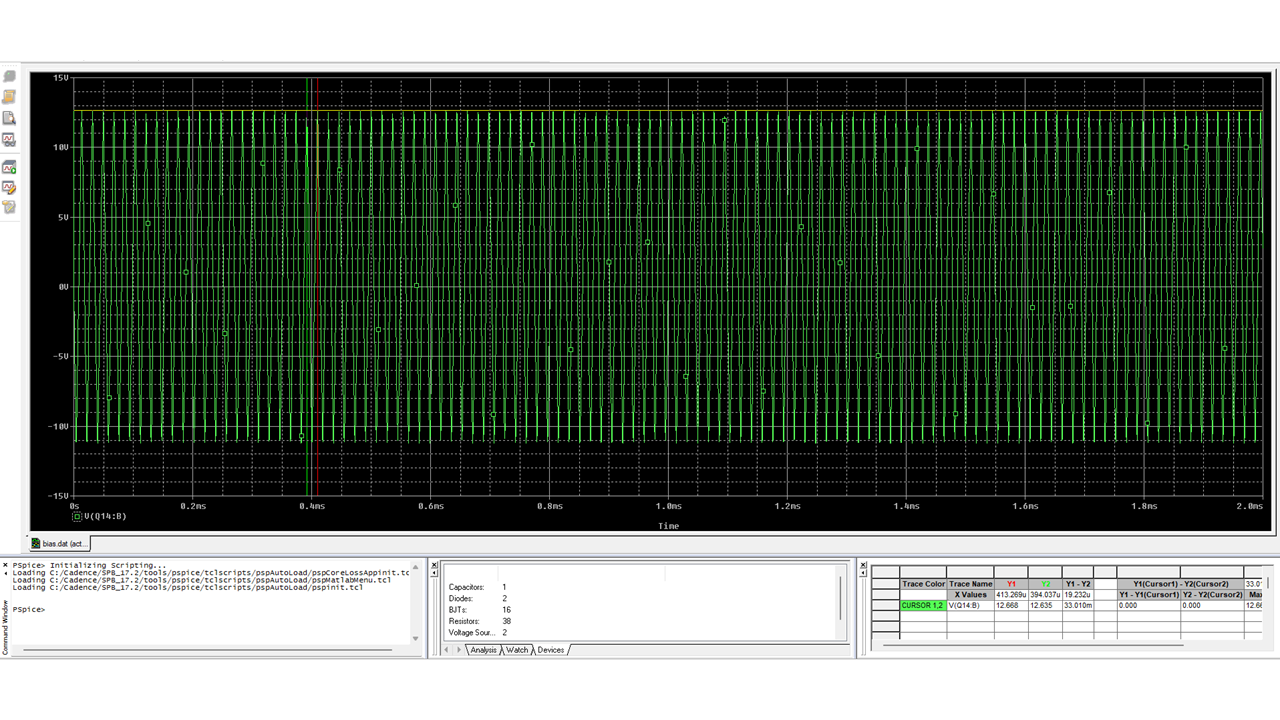 15V
10V
5V
0V
-5V
-10V
-15V
0s 0.2ms 0.4ms 0.6ms 0.8ms 1.0ms 1.2ms 1.4ms 1.6ms 1.8ms 2.0ms
V(Q14:B)
Time
bias.dat (act...
PSpice> Initializing Scripting...
Loading C:/Cadence/SPB_17.2/tools/pspice/tclscripts/pspAutoLoad/pspCoreLossAppinit.tc
Loading C:/Cadence/SPB_17.2/tools/pspice/tclscripts/pspAutoLoad/pspMatlabMenu.tcl
Loading C:/Cadence/SPB_17.2/tools/pspice/tclscripts/pspAutoLoad/pspinit.tcl
PSpice>
Command Window
Capacitors: 1
Diodes: 2
BJTs: 16
Resistors: 38
Voltage Sour... 2
Analysis Watch Devices
Trace Color Trace Name Y1 Y2 Y1 - Y2 Y1(Cursor1) - Y2(Cursor2) 33.01
X Values 413.269u 394.037u 19.232u Y1 - Y1(Cursor1) Y2 - Y2(Cursor2) Max
CURSOR 1,2 V(Q14:B) 12.668 12.635 33.010m 0.000 0.000 12.66